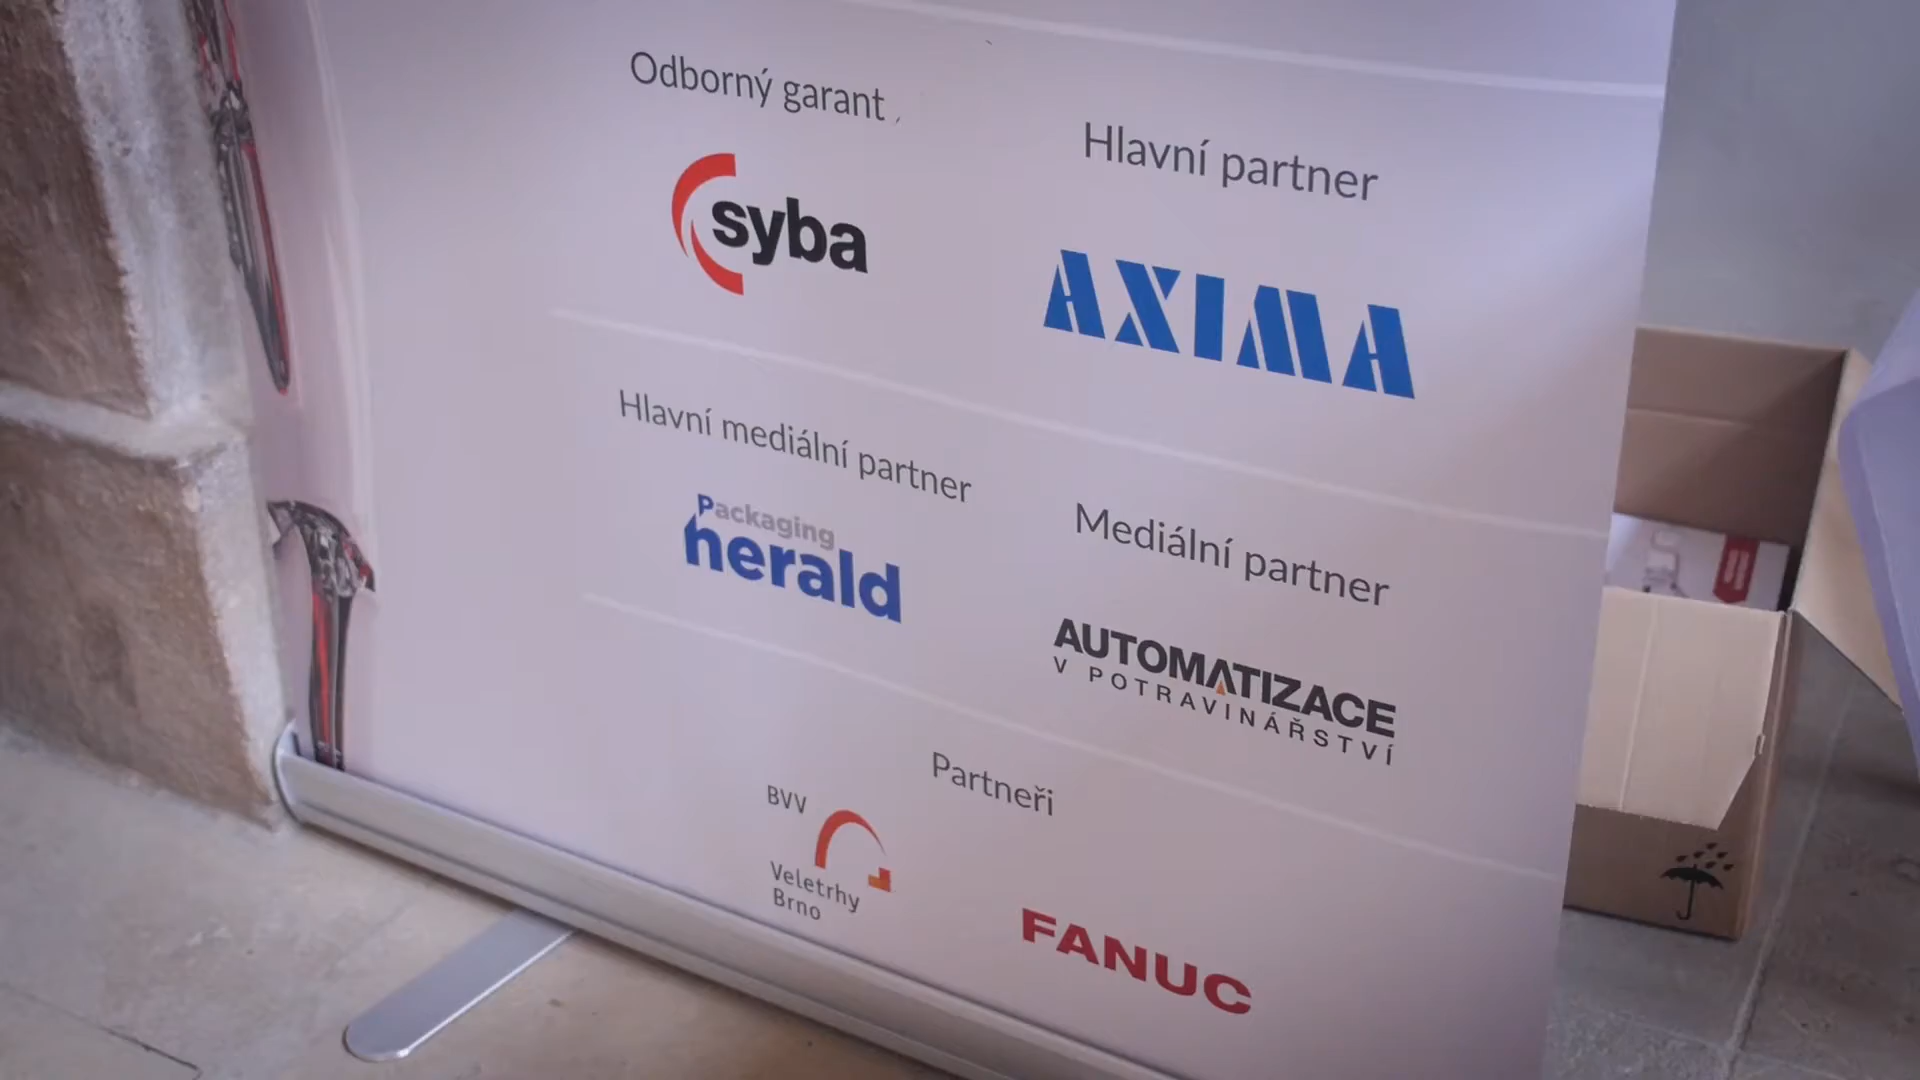 Odborný garant
syba
Hlavní partner
AXIMA
Hlavní mediální partner
Packaging
herald
Mediální partner
AUTOMATIZACE
V POTRAVINÁŘSTVÍ
Partneři
BVV
Veletrhy
Brno
FANUC